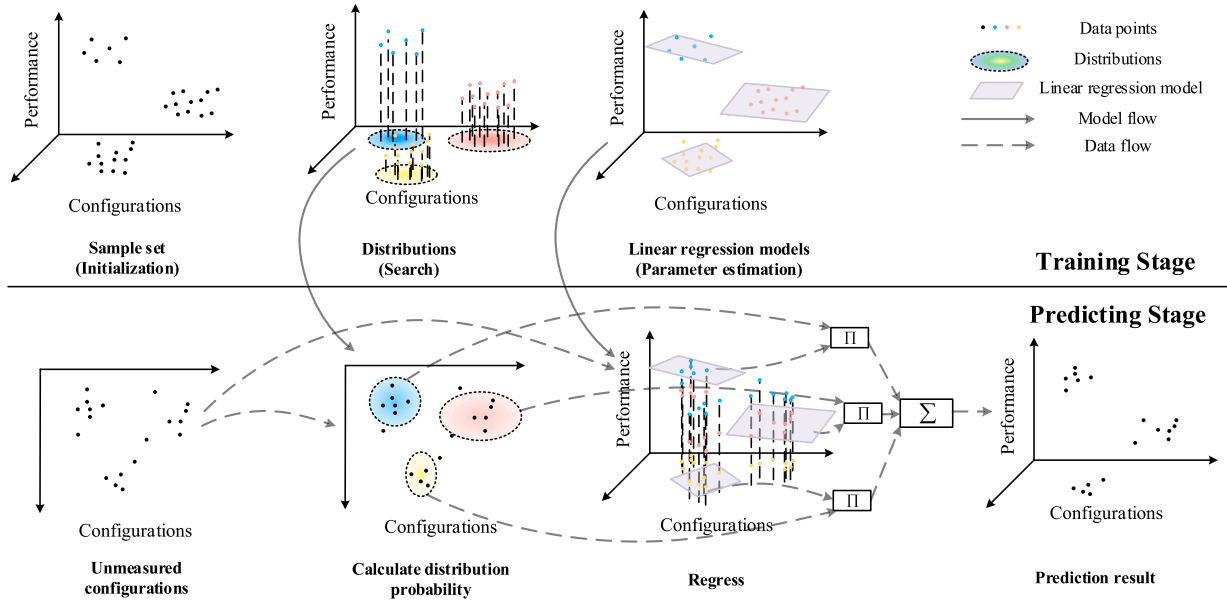 Performance
Configurations
Sample set
(Initialization)
Performance
Configurations
Distributions
(Search)
Performance
Configurations
Linear regression models
(Parameter estimation)
Data points
Distributions
Linear regression model
Model flow
Data flow
Training Stage
Predicting Stage
Configurations
Unmeasured
configurations
Configurations
Calculate distribution
probability
Performance
Configurations
Regress
Π
Π
Π
Σ
Performance
Configurations
Prediction result